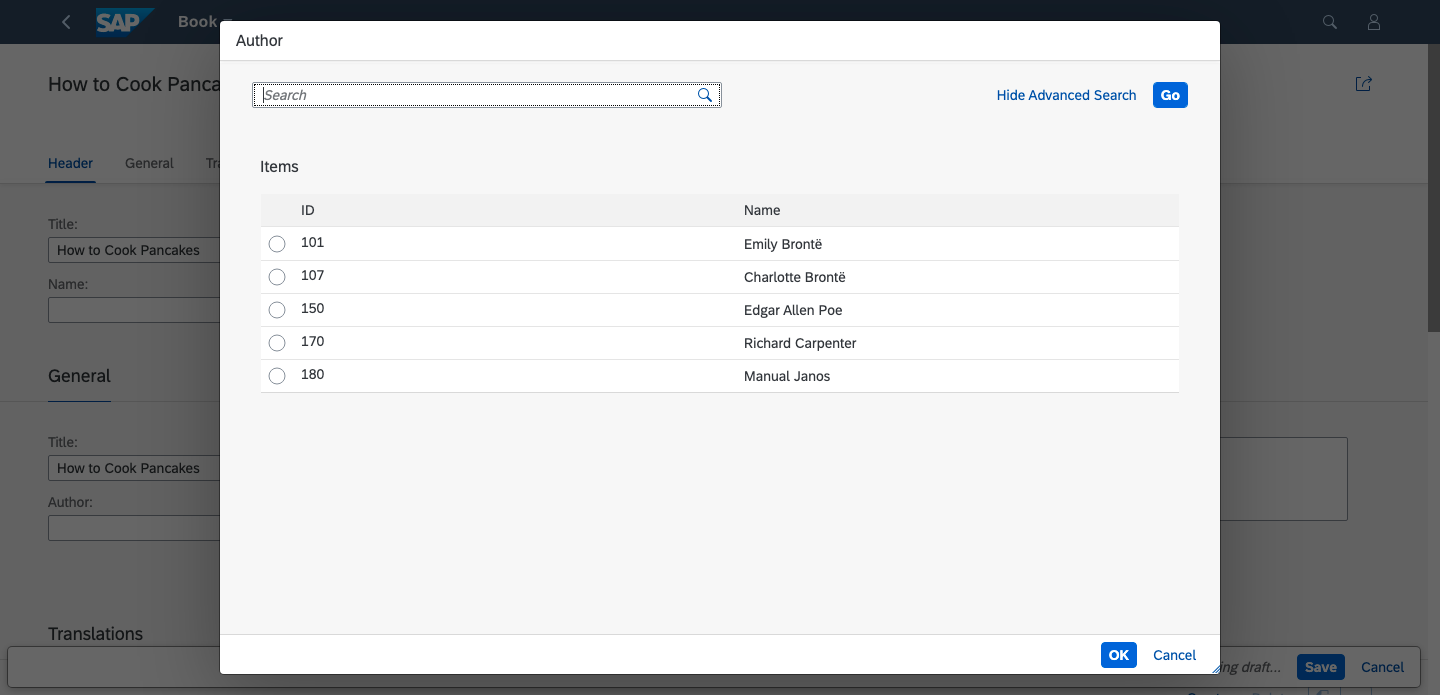 SAP
Book
Author
How to Cook Panca
Search
Hide Advanced Search
Go
Header
General
Tra
Items
ID
Name
101
Emily Brontë
107
Charlotte Brontë
150
Edgar Allen Poe
170
Richard Carpenter
180
Manual Janos
Title:
How to Cook Pancakes
Name:
General
Title:
How to Cook Pancakes
Author:
Translations
OK
Cancel
ing draft...
Save
Cancel